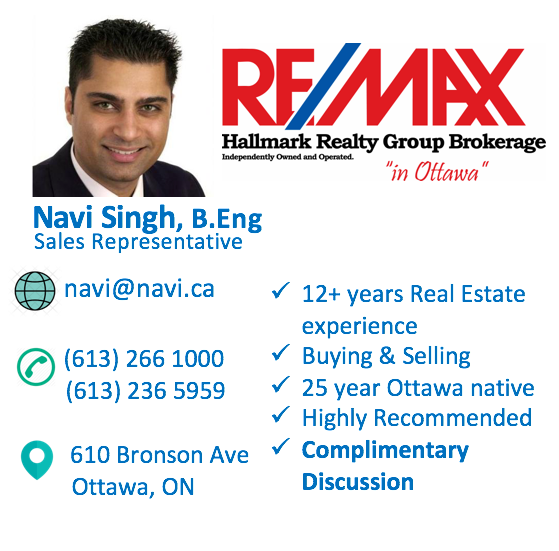 RE/MAX
Hallmark Realty Group Brokerage
Independently Owned and Operated.
"in Ottawa"
Navi Singh, B.Eng
Sales Representative
navi@navi.ca
(613) 266 1000
(613) 236 5959
610 Bronson Ave
Ottawa, ON
✓ 12+ years Real Estate
experience
✓ Buying & Selling
✓ 25 year Ottawa native
✓ Highly Recommended
✓ Complimentary
Discussion